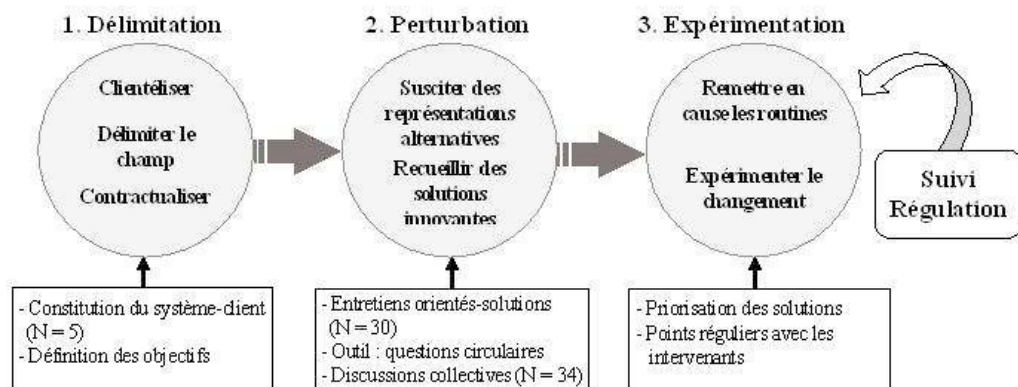 1. Délimitation
2. Perturbation
3. Expérimentation
Clientéliser
Délimiter le
champ
Contractualiser
Susciter des
représentations
alternatives
Recueillir des
solutions
innovantes
Remettre en
cause les routines
Expérimenter le
changement
Suivi
Régulation
- Constitution du système-client
(N = 5)
- Définition des objectifs
- Entretiens orientés-solutions
(N = 30)
- Outil : questions circulaires
- Discussions collectives (N = 34)
- Priorisation des solutions
- Points réguliers avec les
intervenants